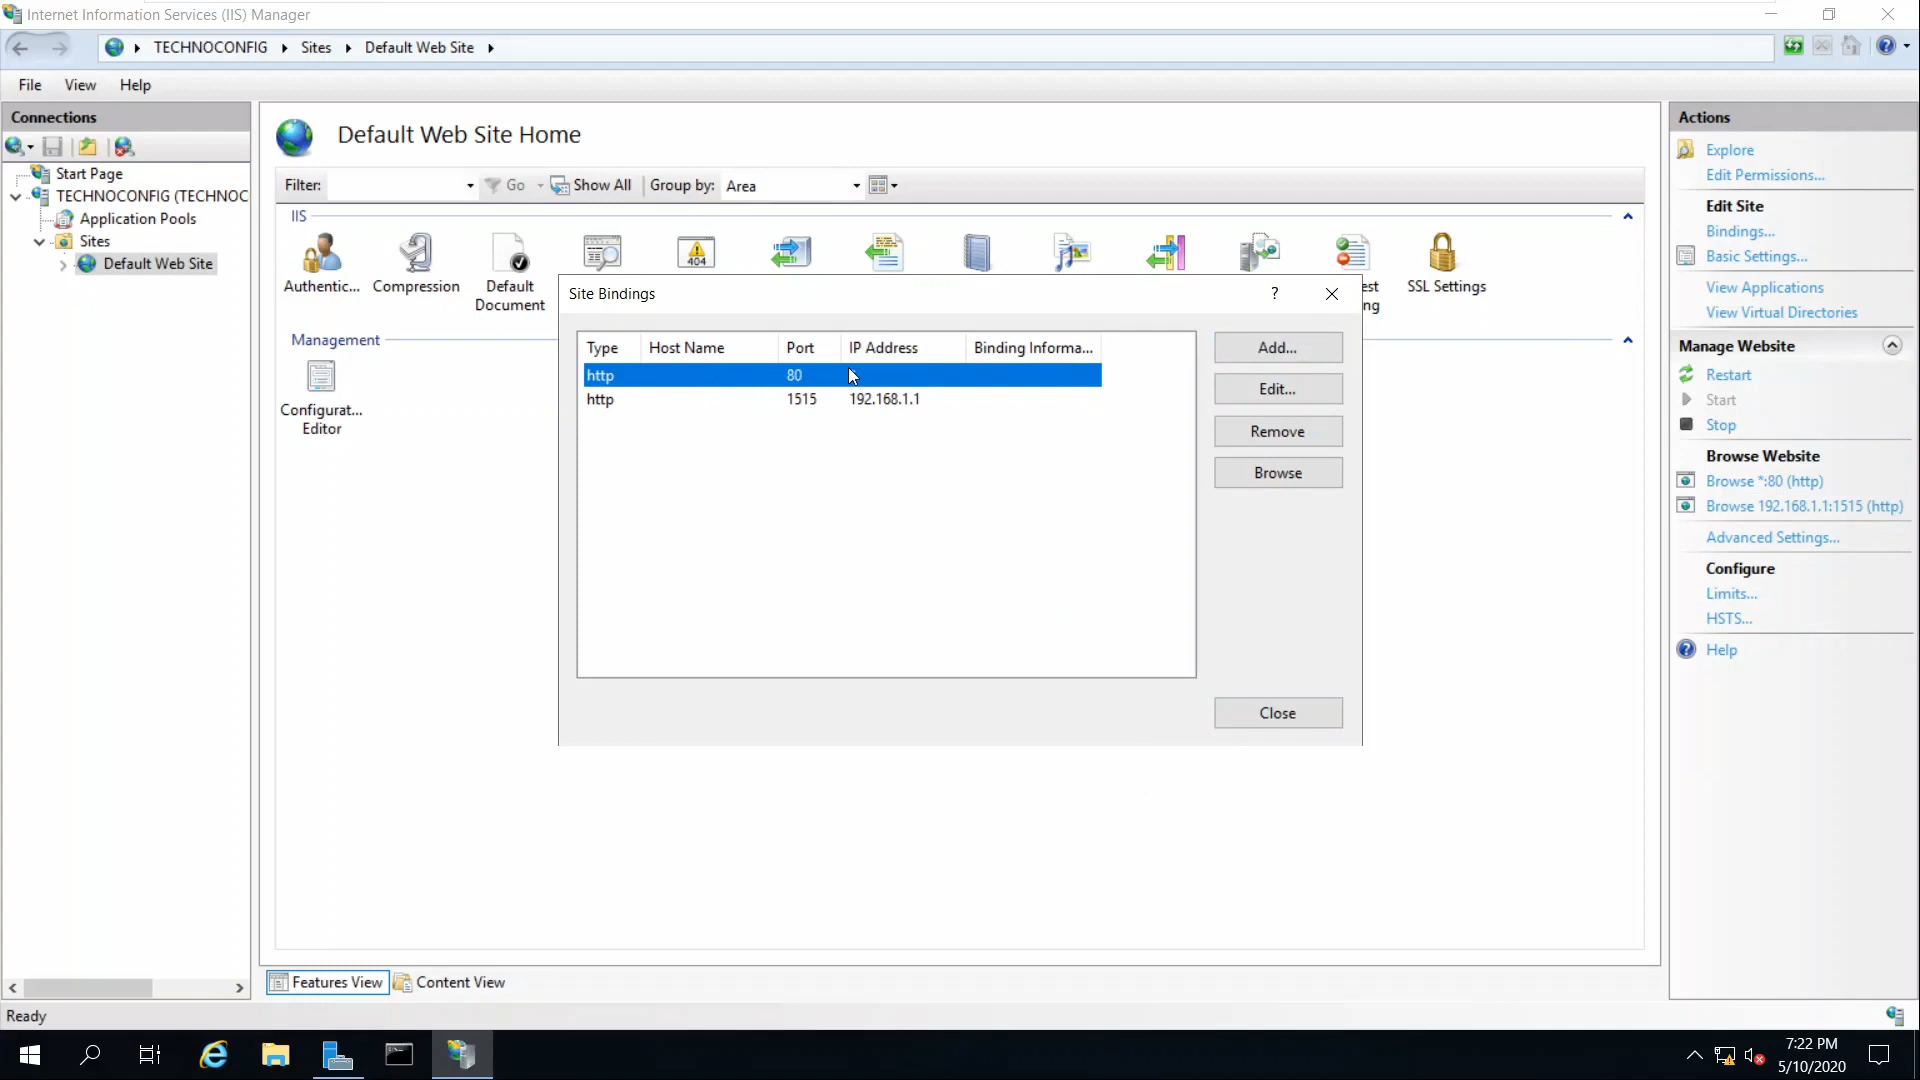 Internet Information Services (IIS) Manager
TECHNOCONFIG Sites Default Web Site
File View Help
Connections
Start Page
TECHNOCONFIG (TECHNOC
Application Pools
Sites
Default Web Site
Default Web Site Home
Filter: Go Show All Group by: Area
IIS
404
Authentic... Compression Default Document
SSL Settings
Management
Configurat... Editor
Site Bindings
?
Type Host Name Port IP Address Binding Informa...
http 80
http 1515 192.168.1.1
Add...
Edit...
Remove
Browse
Close
Features View Content View
Actions
Explore
Edit Permissions...
Edit Site
Bindings...
Basic Settings...
View Applications
View Virtual Directories
Manage Website
Restart
Start
Stop
Browse Website
Browse *:80 (http)
Browse 192.168.1.1:1515 (http)
Advanced Settings...
Configure
Limits...
HSTS...
Help
Ready
7:22 PM
5/10/2020